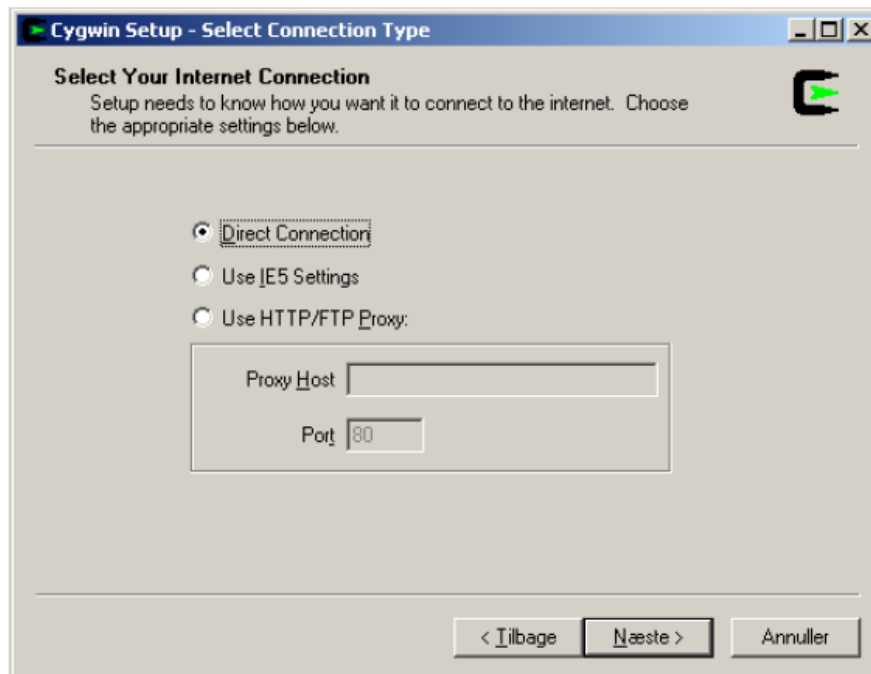 Cygwin Setup - Select Connection Type
Select Your Internet Connection
Setup needs to know how you want it to connect to the internet. Choose
the appropriate settings below.
Direct Connection
Use IE5 Settings
Use HTTP/FTP Proxy:
Proxy Host
Port 80
< Tilbage Næste > Annuller